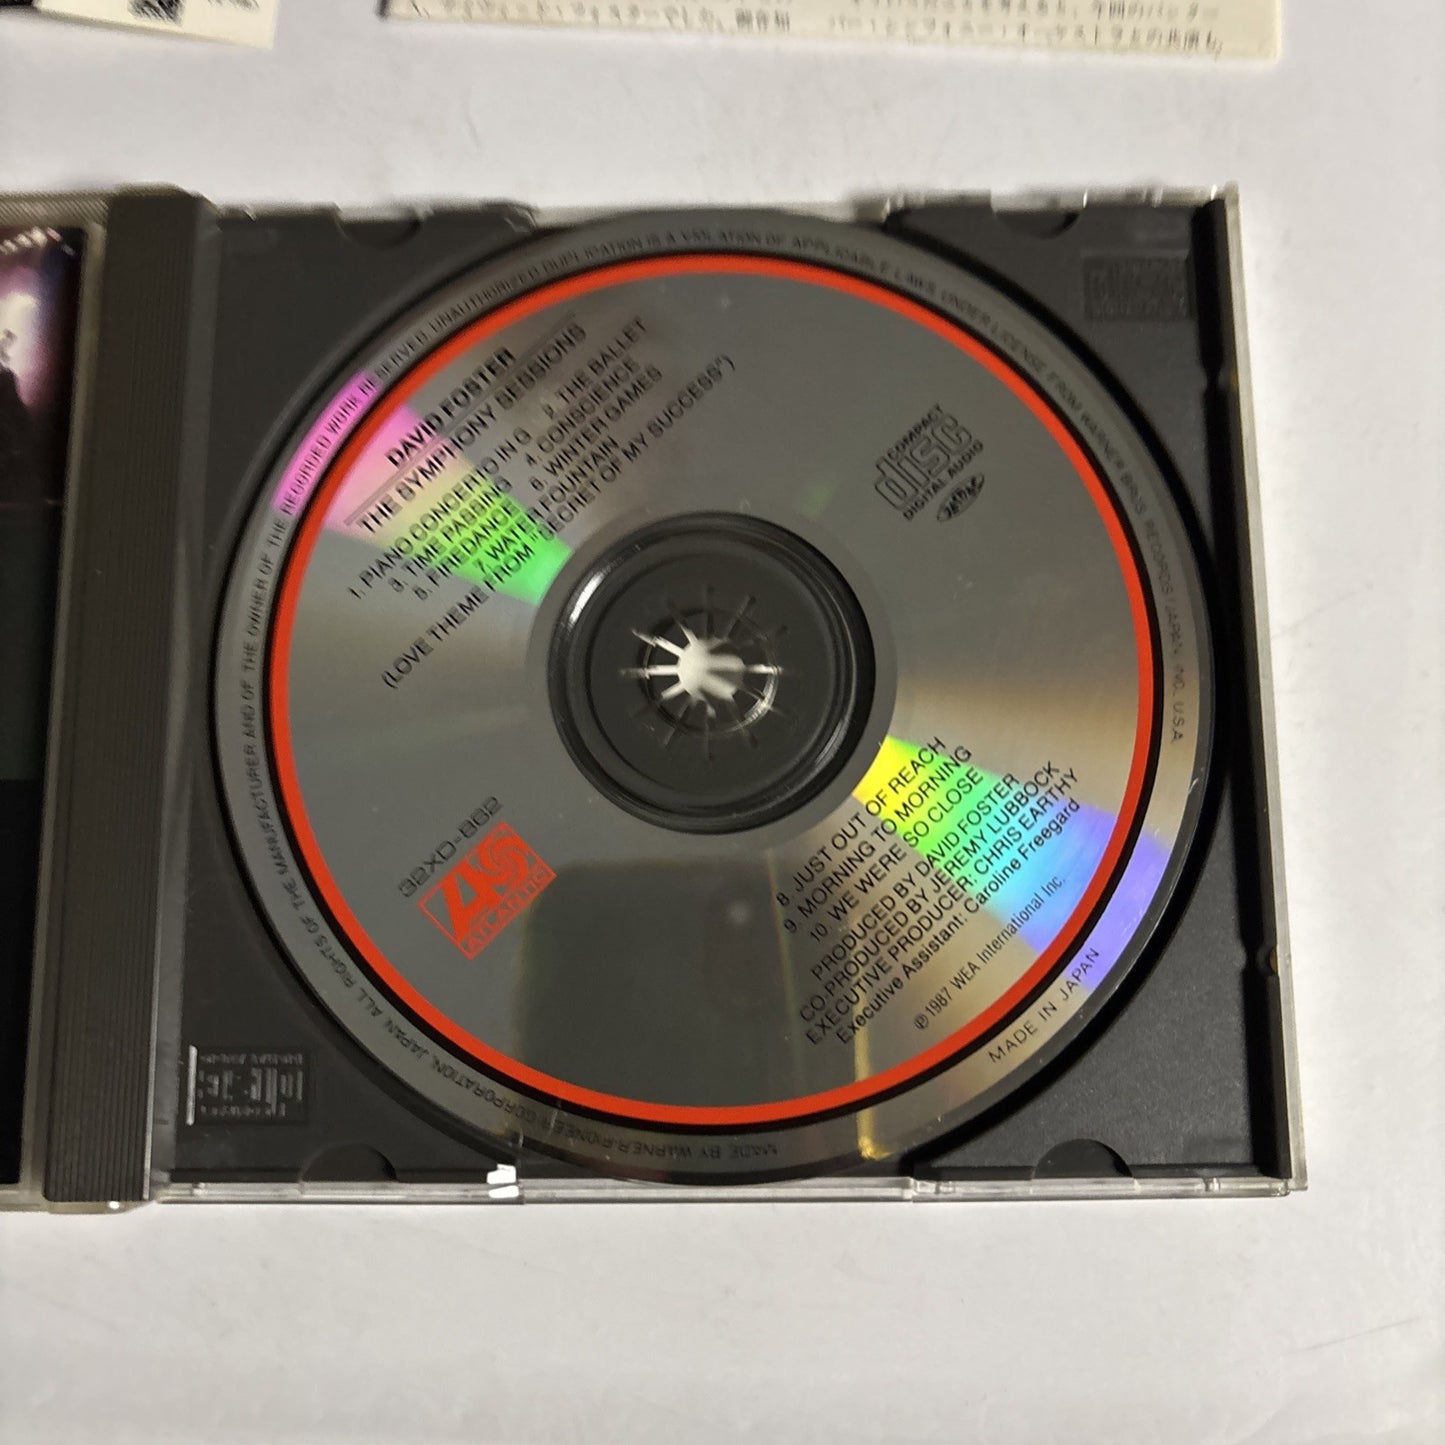 DAVID FOSTER
THE SYMPHONY SESSIONS
1. PIANO CONCERTO IN G 2. THE BALLET
3. TIME PASSING 4. CONSCIENCE
5. FIREDANCE 6. WINTER GAMES
7. WATER FOUNTAIN
(LOVE THEME FROM "SECRET OF MY SUCCESS")
COMPACT
disc
DIGITAL AUDIO
32XD-862
ATLANTIC
8. JUST OUT OF REACH
9. MORNING TO MORNING
10. WE WERE SO CLOSE
PRODUCED BY DAVID FOSTER
CO.PRODUCED BY JEREMY LUBBOCK
EXECUTIVE PRODUCER: CHRIS EARTHY
Executive Assistant: Caroline Freegard
℗ 1987 WEA International Inc.
MADE IN JAPAN
MADE BY WARNER-PIONEER CORPORATION, JAPAN ALL RIGHTS OF THE MANUFACTURER AND OF THE OWNER OF THE RECORDED WORK RESERVED. UNAUTHORIZED DUPLICATION IS A VIOLATION OF APPLICABLE LAWS. UNDER LICENSE FROM WARNER BROS. RECORDS/JAPAN, INC. U.S.A.